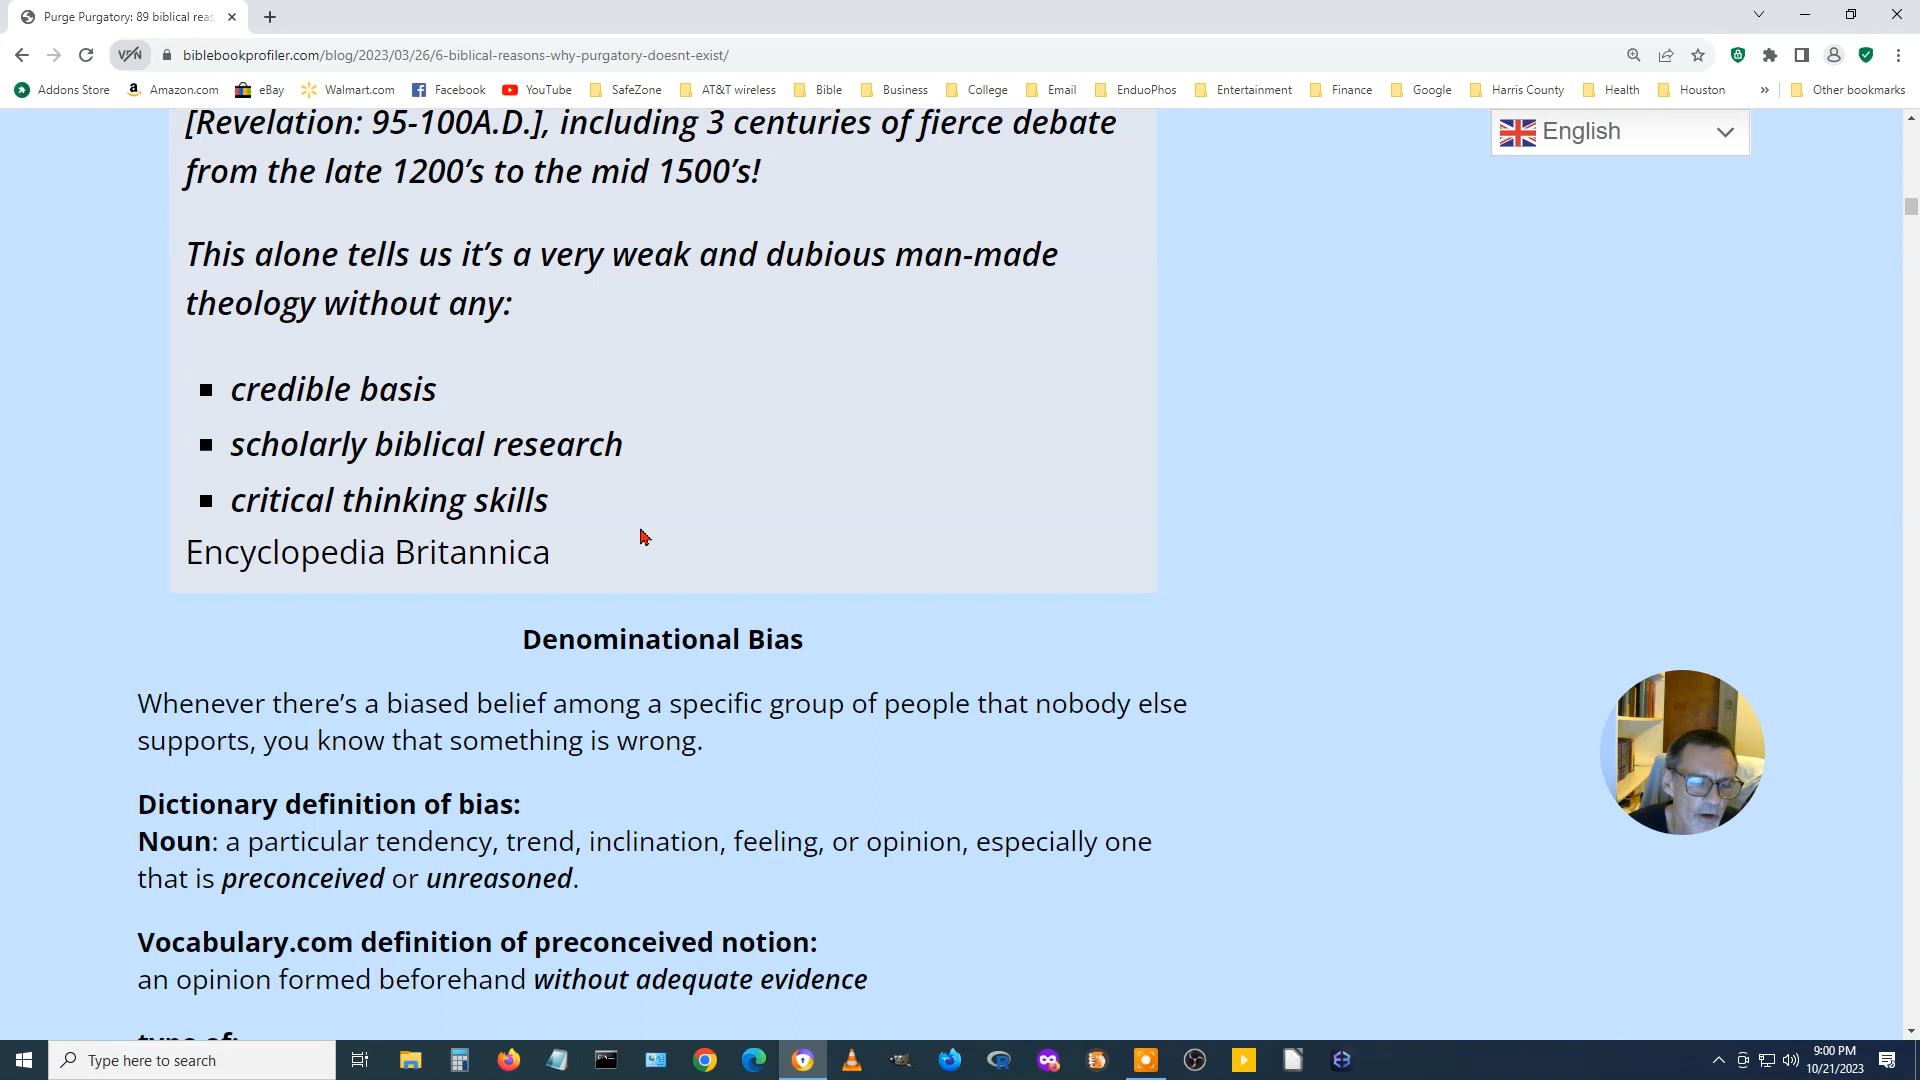 Purge Purgatory: 89 biblical reas
VPN
biblebookprofiler.com/blog/2023/03/26/6-biblical-reasons-why-purgatory-doesnt-exist/
Addons Store
Amazon.com
eBay
Walmart.com
Facebook
YouTube
SafeZone
AT&T wireless
Bible
Business
College
Email
EnduoPhos
Entertainment
Finance
Google
Harris County
Health
Houston
»
Other bookmarks
[Revelation: 95-100A.D.], including 3 centuries of fierce debate
from the late 1200’s to the mid 1500’s!
English
This alone tells us it’s a very weak and dubious man-made
theology without any:
credible basis
scholarly biblical research
critical thinking skills
Encyclopedia Britannica
Denominational Bias
Whenever there’s a biased belief among a specific group of people that nobody else
supports, you know that something is wrong.
Dictionary definition of bias:
Noun: a particular tendency, trend, inclination, feeling, or opinion, especially one
that is preconceived or unreasoned.
Vocabulary.com definition of preconceived notion:
an opinion formed beforehand without adequate evidence
type of:
Type here to search
9:00 PM
10/21/2023